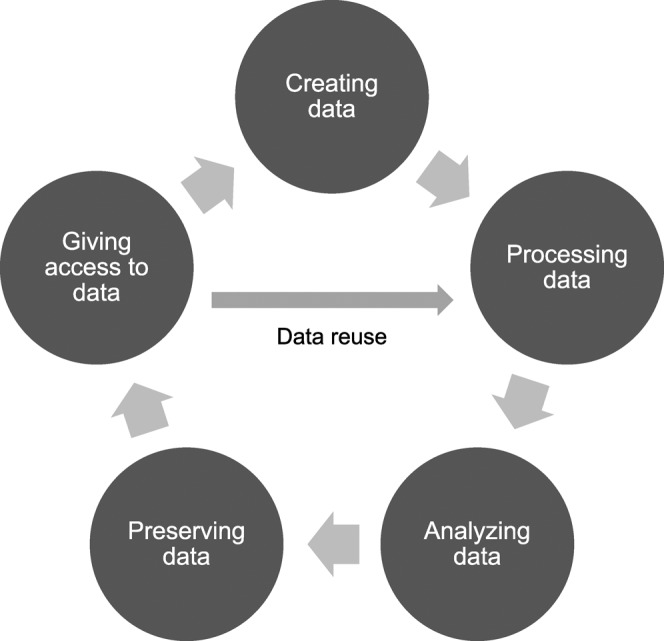 Creating
data
Processing
data
Analyzing
data
Preserving
data
Giving
access to
data
Data reuse